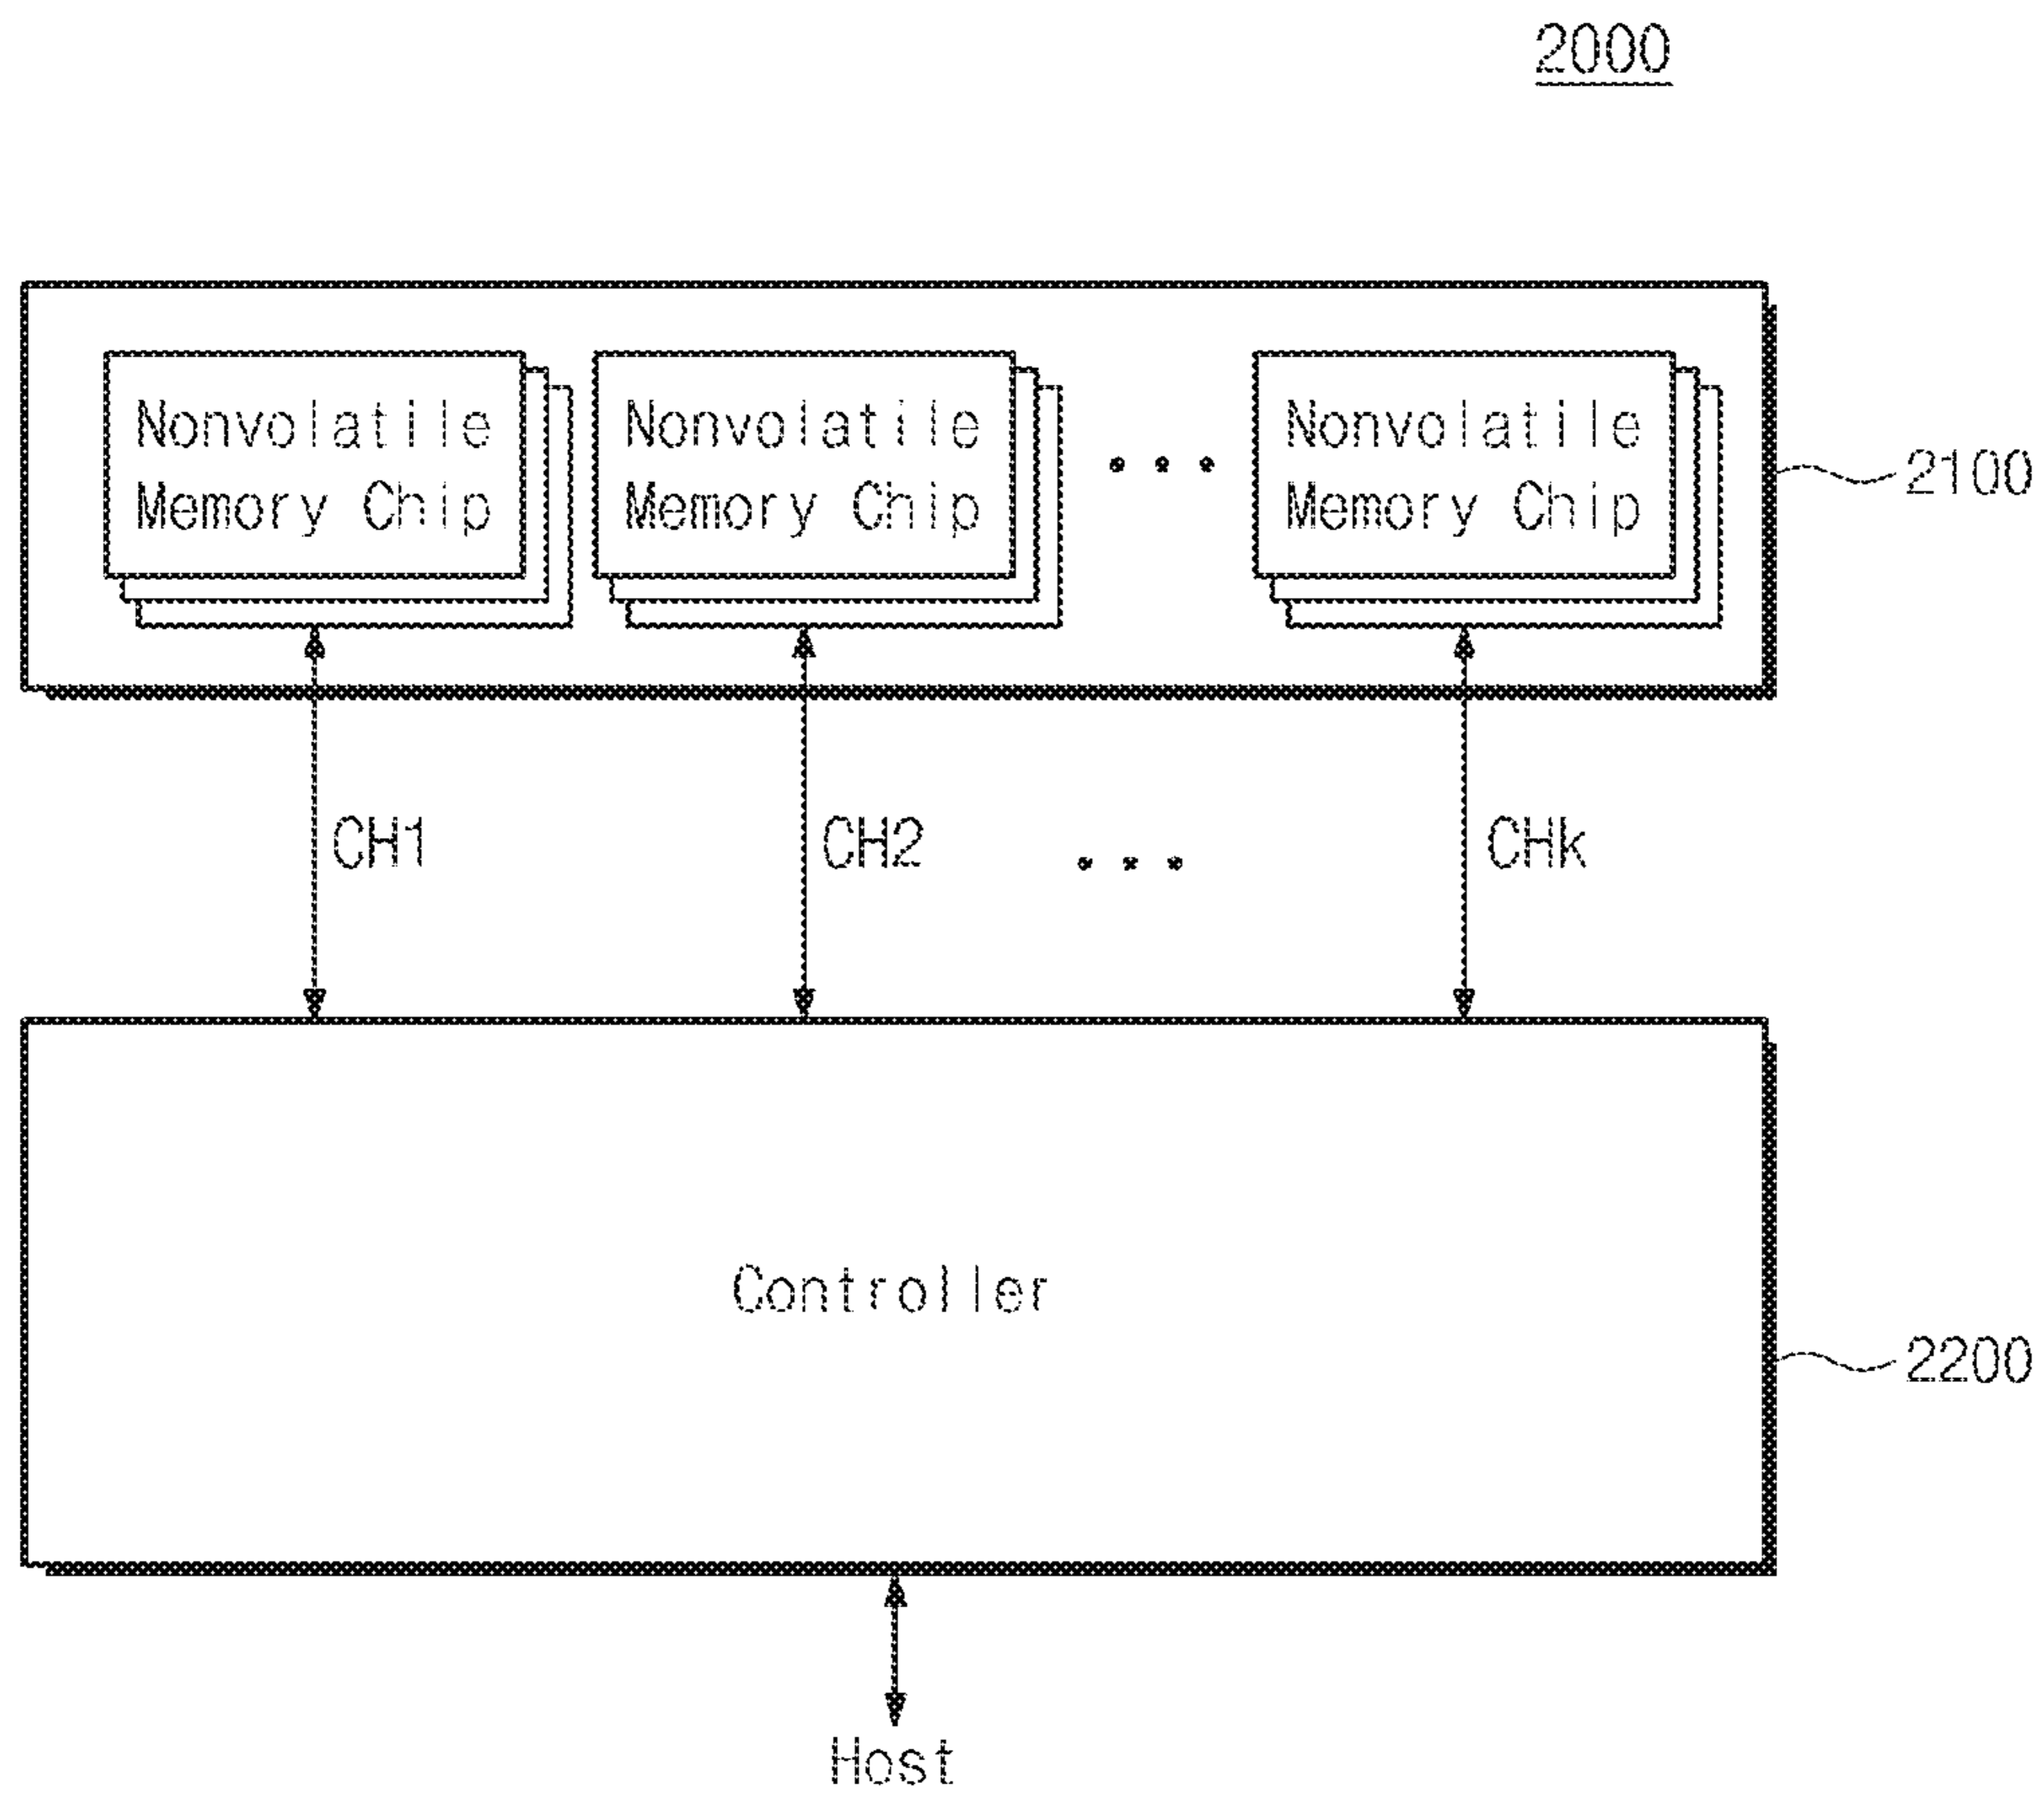 2000
Nonvolatile
Memory Chip
Nonvolatile
Memory Chip
...
Nonvolatile
Memory Chip
2100
CH1
CH2
...
CHk
Controller
2200
Host